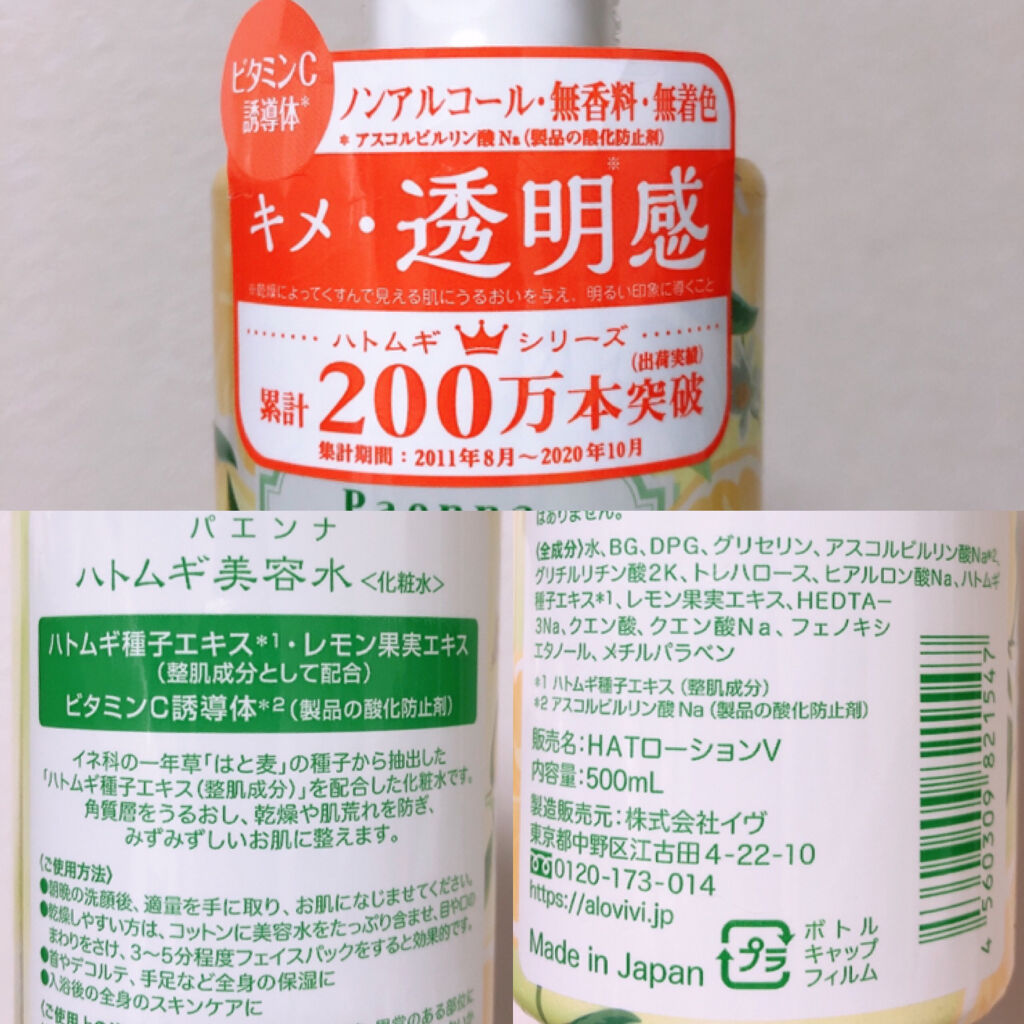 ビタミンC
誘導体*
ノンアルコール・無香料・無着色
* アスコルビルリン酸Na(製品の酸化防止剤)
キメ・透明感※
※乾燥によってくすんで見える肌にうるおいを与え、明るい印象に導くこと
ハトムギ シリーズ
累計200万本突破(出荷実績)
集計期間:2011年8月〜2020年10月
Paenna
パエンナ
ハトムギ美容水<化粧水>
ハトムギ種子エキス*1・レモン果実エキス
(整肌成分として配合)
ビタミンC誘導体*2(製品の酸化防止剤)
イネ科の一年草「はと麦」の種子から抽出した
「ハトムギ種子エキス(整肌成分)」を配合した化粧水です。
角質層をうるおし、乾燥や肌荒れを防ぎ、
みずみずしいお肌に整えます。
〈ご使用方法〉
●朝晩の洗顔後、適量を手に取り、お肌になじませてください。
●乾燥しやすい方は、コットンに美容水をたっぷり含ませ、目や口の
まわりをさけ、3〜5分程度フェイスパックをすると効果的です。
●首やデコルテ、手足など全身の保湿に
●入浴後の全身のスキンケアに
はありません。
〈全成分〉水、BG、DPG、グリセリン、アスコルビルリン酸Na*2、
グリチルリチン酸2K、トレハロース、ヒアルロン酸Na、ハトムギ
種子エキス*1、レモン果実エキス、HEDTA-
3Na、クエン酸、クエン酸Na、フェノキシ
エタノール、メチルパラベン
*1 ハトムギ種子エキス(整肌成分)
*2 アスコルビルリン酸Na(製品の酸化防止剤)
販売名:HATローションV
内容量:500mL
製造販売元:株式会社イヴ
東京都中野区江古田4-22-10
0120-173-014
https://alovivi.jp
Made in Japan
プラ
ボトル
キャップ
フィルム
4 560309 821547